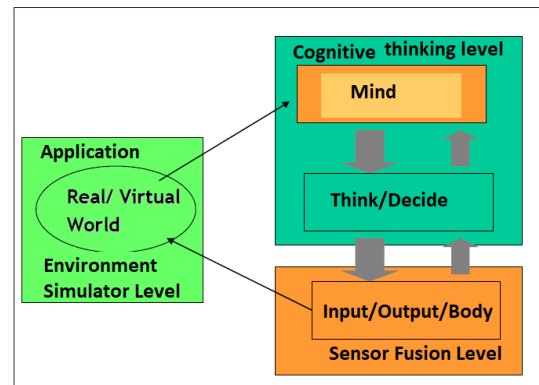 Cognitive thinking level
Mind
Application
Real/ Virtual
World
Think/Decide
Environment
Simulator Level
Input/Output/Body
Sensor Fusion Level